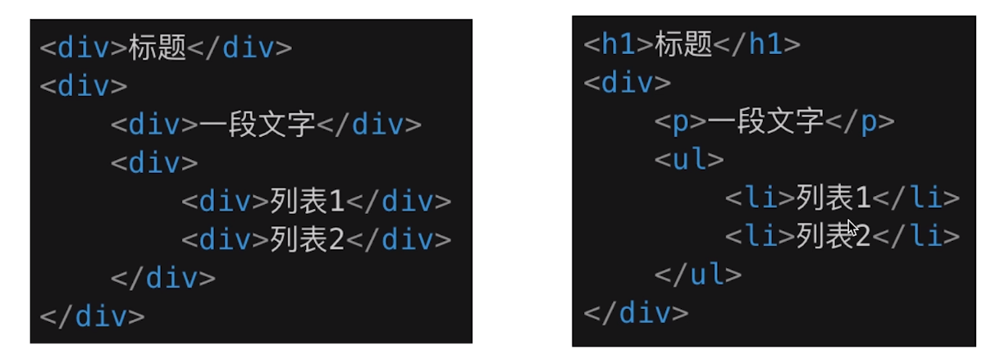 <div>标题</div>
<div>
<div>一段文字</div>
<div>
<div>列表1</div>
<div>列表2</div>
</div>
</div>
<h1>标题</h1>
<div>
<p>一段文字</p>
<ul>
<li>列表1</li>
<li>列表2</li>
</ul>
</div>